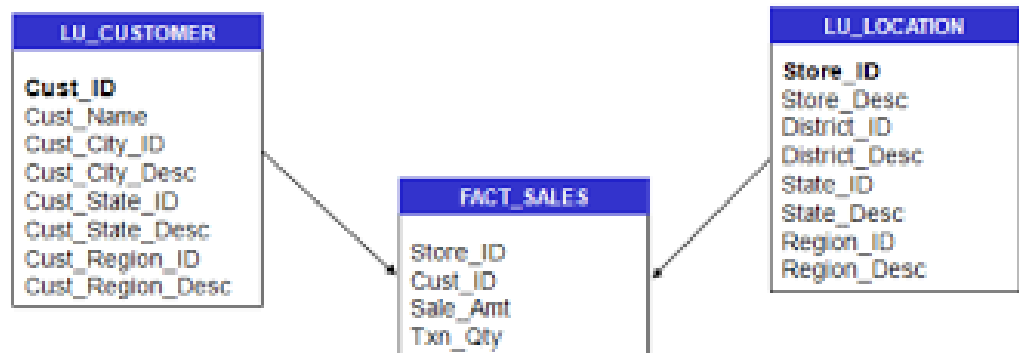 LU_CUSTOMER
Cust_ID
Cust_Name
Cust_City_ID
Cust_City_Desc
Cust_State_ID
Cust_State_Desc
Cust_Region_ID
Cust_Region_Desc
FACT_SALES
Store_ID
Cust_ID
Sale_Amt
Txn_Qty
LU_LOCATION
Store_ID
Store_Desc
District_ID
District_Desc
State_ID
State_Desc
Region_ID
Region_Desc